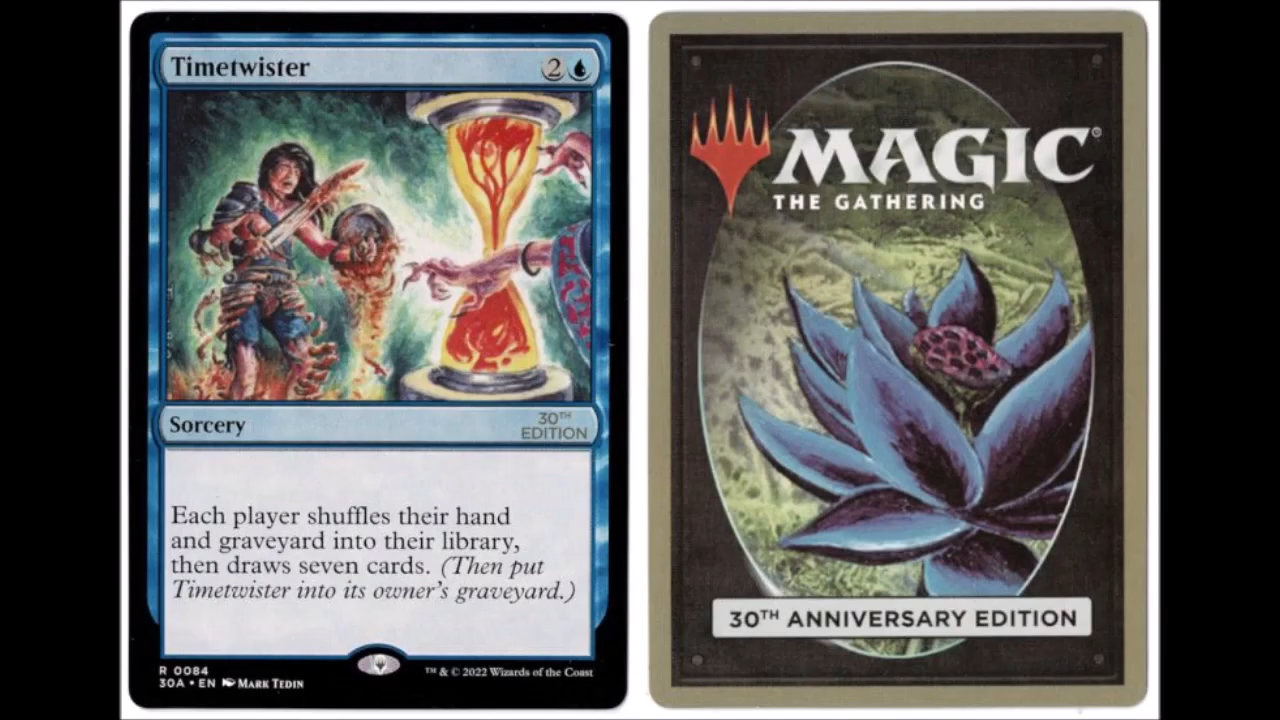 Timetwister 2
Sorcery
30TH
EDITION
Each player shuffles their hand
and graveyard into their library,
then draws seven cards. (Then put
Timetwister into its owner's graveyard.)
R 0084
30A • EN MARK TEDIN
™ & © 2022 Wizards of the Coast
MAGIC®
THE GATHERING
30TH ANNIVERSARY EDITION